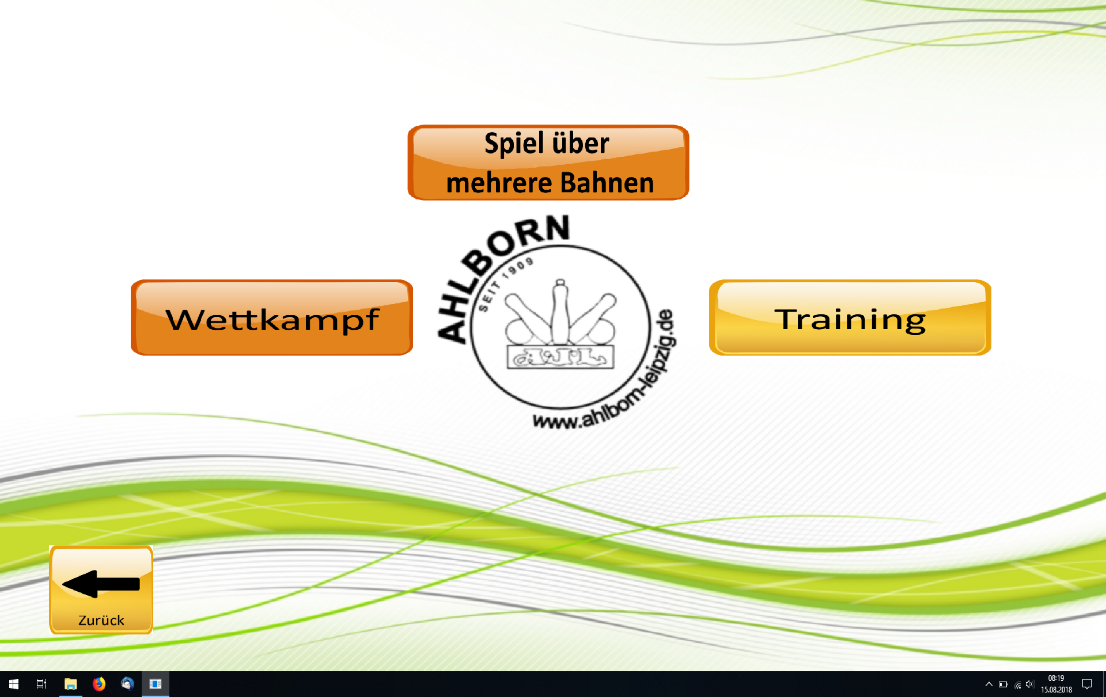 Spiel über
mehrere Bahnen
AHLBORN
SEIT 1909
Wettkampf
Training
AJL
www.ahlborn-leipzig.de
Zurück
08:19
15.08.2018